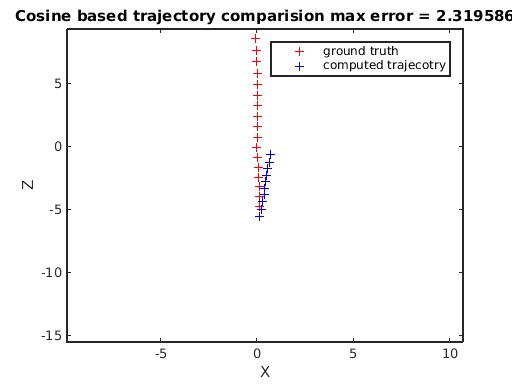 Cosine based trajectory comparision max error = 2.319586
ground truth
computed trajecotry
5
0
-5
-10
-15
Z
-5
0
5
10
X